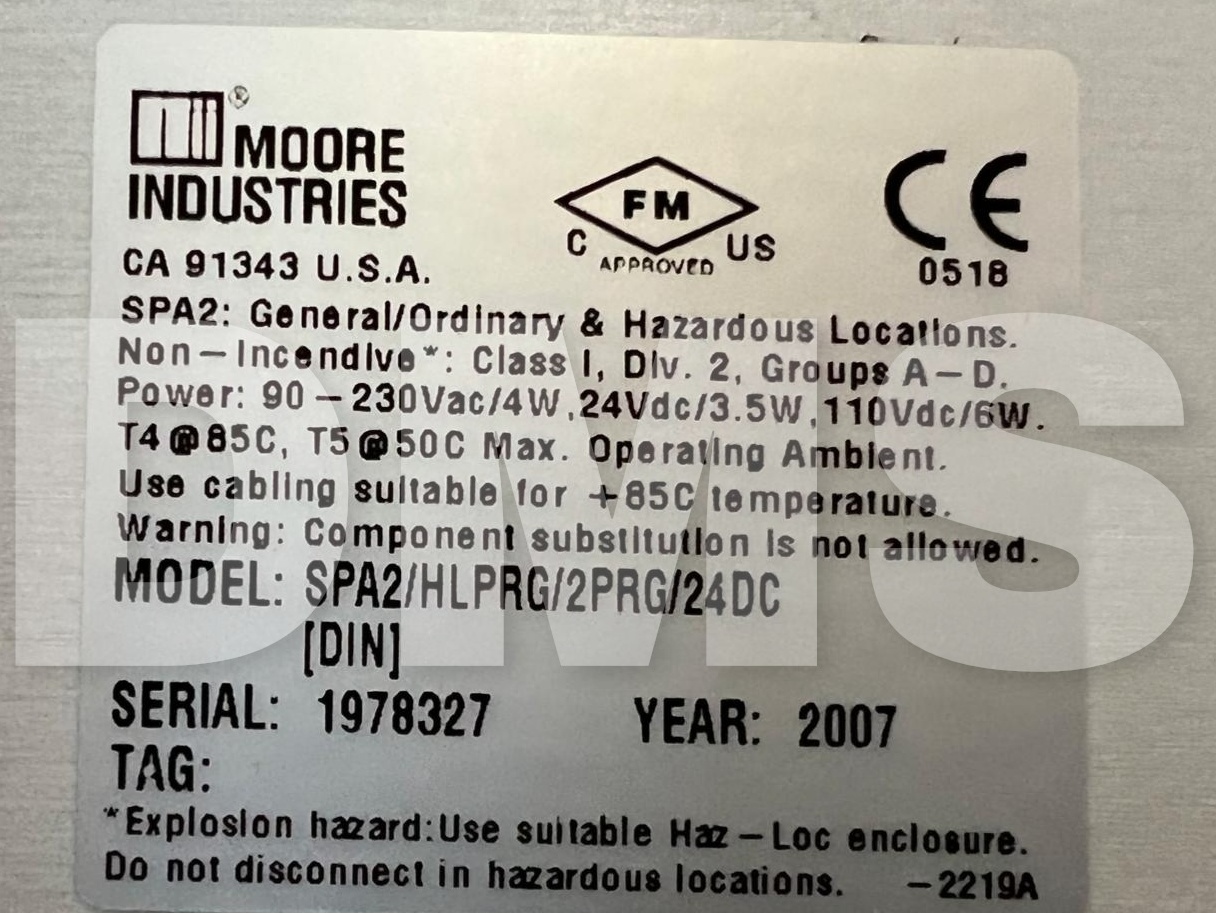 MOORE
INDUSTRIES
CA 91343 U.S.A.
FM
C US
APPROVED
CE
0518
SPA2: General/Ordinary & Hazardous Locations.
Non-Incendive*: Class I, Div. 2, Groups A-D.
Power: 90-230Vac/4W,24Vdc/3.5W,110Vdc/6W.
T4@85C, T5@50C Max. Operating Ambient.
Use cabling suitable for +85C temperature.
Warning: Component substitution is not allowed.
MODEL: SPA2/HLPRG/2PRG/24DC
[DIN]
SERIAL: 1978327 YEAR: 2007
TAG:
*Explosion hazard:Use suitable Haz-Loc enclosure.
Do not disconnect in hazardous locations. -2219A
DMS